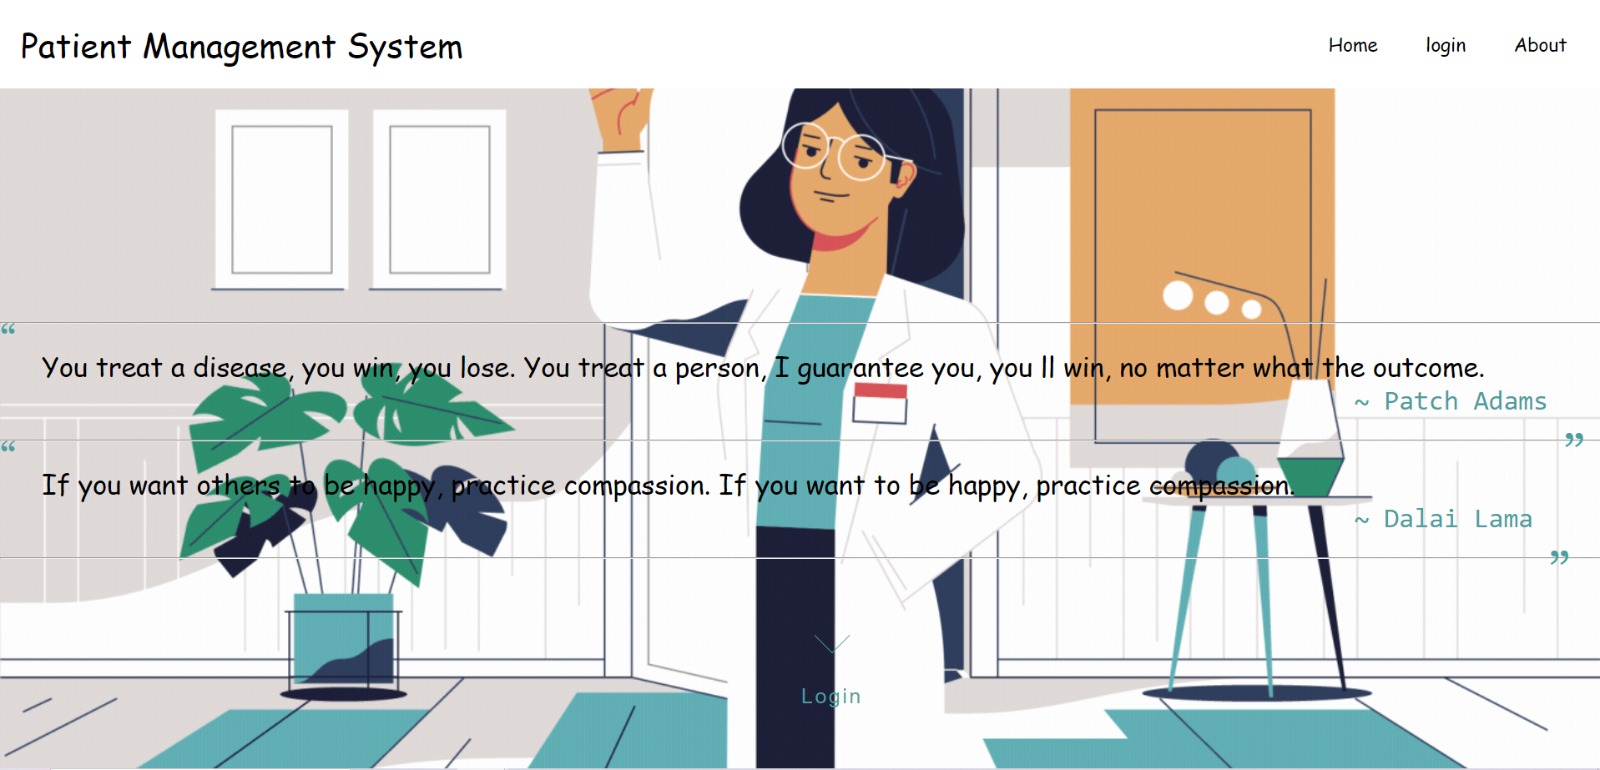 Patient Management System
Home login About
“
You treat a disease, you win, you lose. You treat a person, I guarantee you, you ll win, no matter what the outcome.
~ Patch Adams
”
“
If you want others to be happy, practice compassion. If you want to be happy, practice compassion.
~ Dalai Lama
”
Login